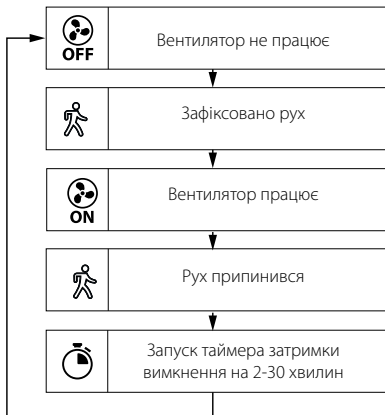 OFF
Вентилятор не працює
Зафіксовано рух
ON
Вентилятор працює
Рух припинився
Запуск таймера затримки
вимкнення на 2-30 хвилин